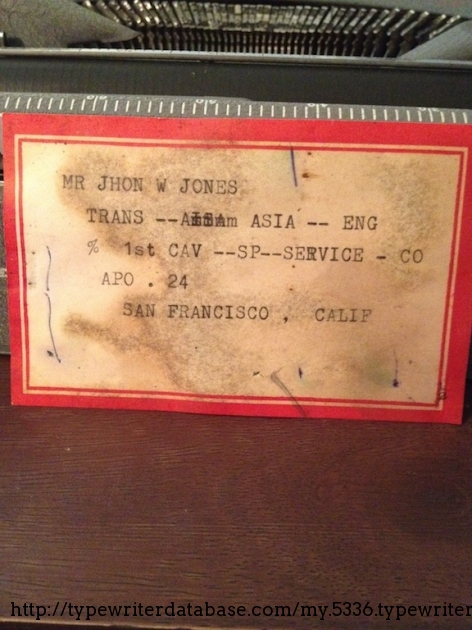 MR JHON W JONES
TRANS -- ASIA -- ENG
% 1st CAV --SP--SERVICE - CO
APO . 24
SAN FRANCISCO , CALIF
http://typewriterdatabase.com/my.5336.typewriter